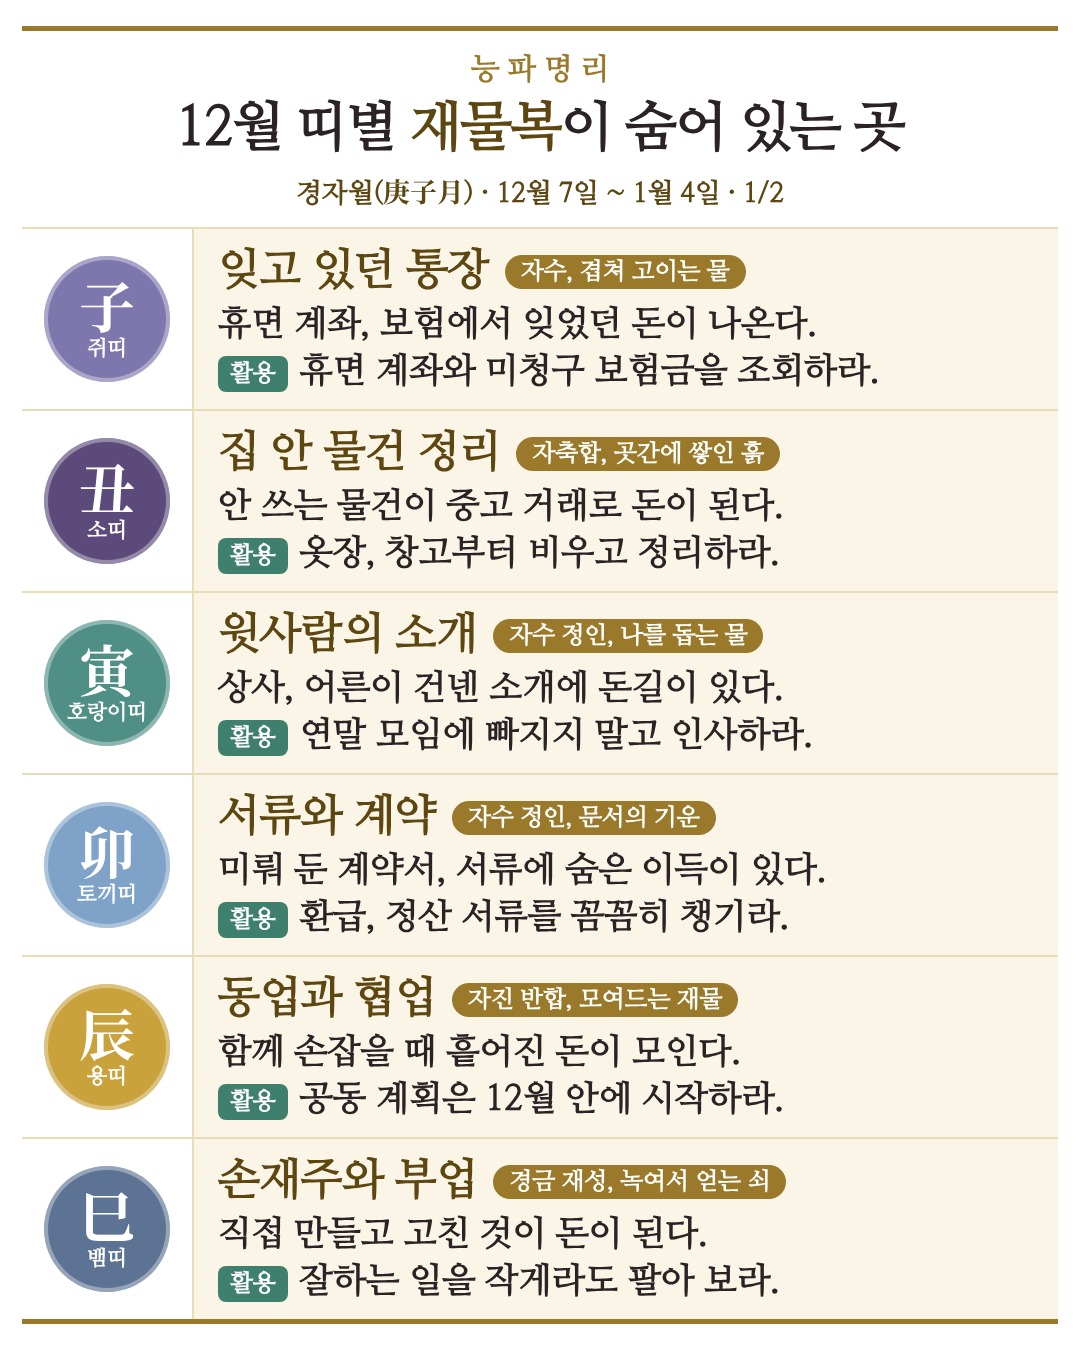 능파명리
12월 띠별 재물복이 숨어 있는 곳
경자월(庚子月) · 12월 7일 ~ 1월 4일 · 1/2
子
쥐띠
잊고 있던 통장 자수, 겹쳐 고이는 물
휴면 계좌, 보험에서 잊었던 돈이 나온다.
활용 휴면 계좌와 미청구 보험금을 조회하라.
丑
소띠
집 안 물건 정리 자축합, 곳간에 쌓인 흙
안 쓰는 물건이 중고 거래로 돈이 된다.
활용 옷장, 창고부터 비우고 정리하라.
寅
호랑이띠
윗사람의 소개 자수 정인, 나를 돕는 물
상사, 어른이 건넨 소개에 돈길이 있다.
활용 연말 모임에 빠지지 말고 인사하라.
卯
토끼띠
서류와 계약 자수 정인, 문서의 기운
미뤄 둔 계약서, 서류에 숨은 이득이 있다.
활용 환급, 정산 서류를 꼼꼼히 챙기라.
辰
용띠
동업과 협업 자진 반합, 모여드는 재물
함께 손잡을 때 흩어진 돈이 모인다.
활용 공동 계획은 12월 안에 시작하라.
巳
뱀띠
손재주와 부업 경금 재성, 녹여서 얻는 쇠
직접 만들고 고친 것이 돈이 된다.
활용 잘하는 일을 작게라도 팔아 보라.